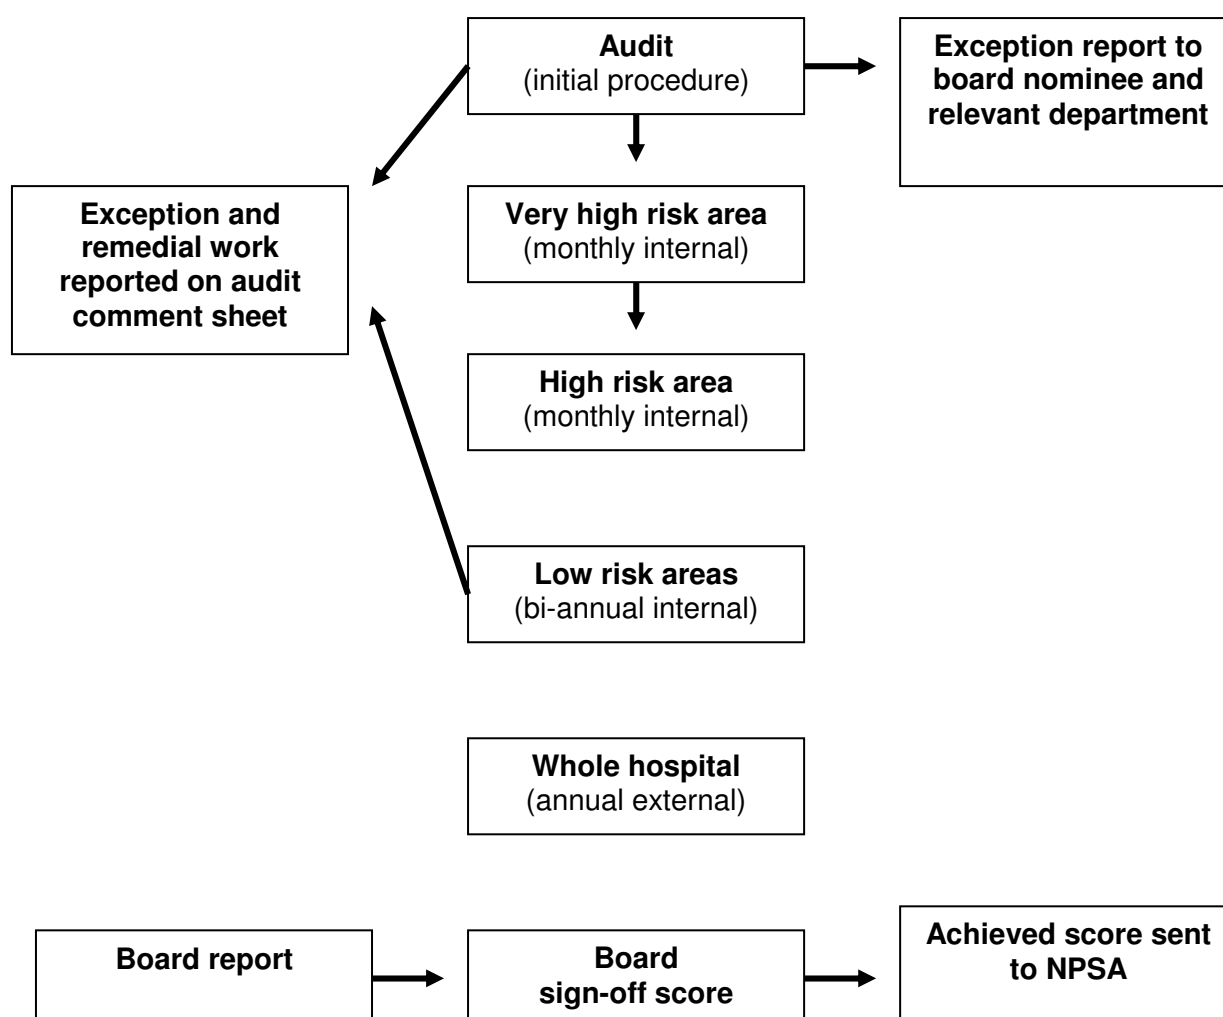 Audit
(initial procedure)
Exception report to
board nominee and
relevant department
Exception and
remedial work
reported on audit
comment sheet
Very high risk area
(monthly internal)
High risk area
(monthly internal)
Low risk areas
(bi-annual internal)
Whole hospital
(annual external)
Board report
Board
sign-off score
Achieved score sent
to NPSA